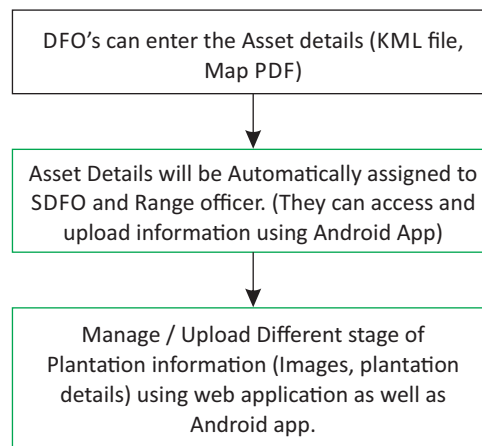 DFO's can enter the Asset details (KML file,
Map PDF)
Asset Details will be Automatically assigned to
SDFO and Range officer. (They can access and
upload information using Android App)
Manage / Upload Different stage of
Plantation information (Images, plantation
details) using web application as well as
Android app.